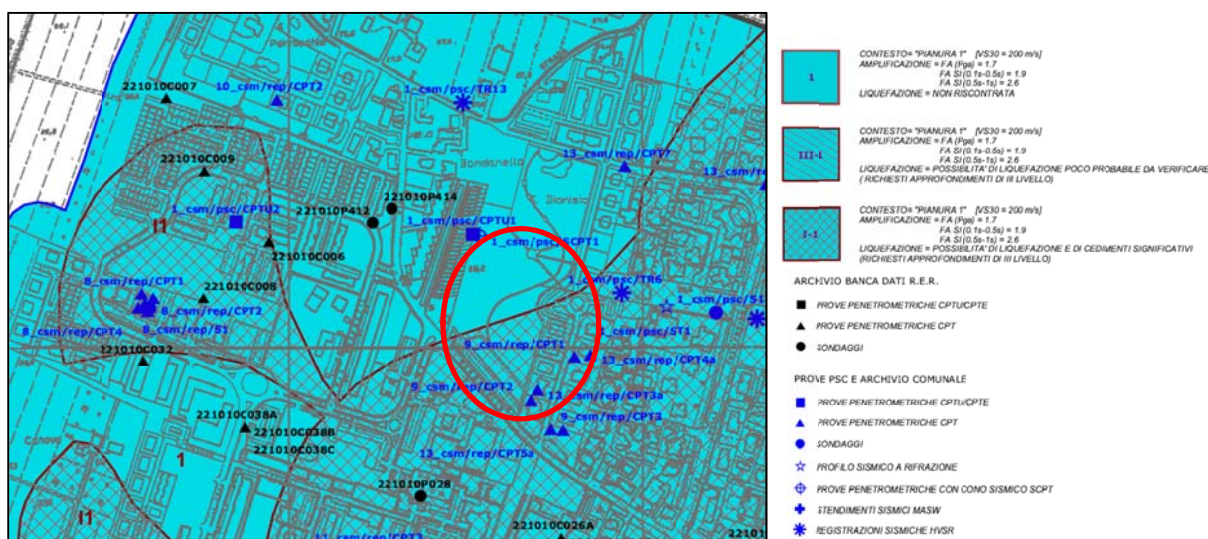 Parrocchia
221010C007
10_csm/rep/CPT2
1_csm/psc/TR13
221010C009
Bondanello
13_csm/rep/CPT7
221010P414
221010P412
1_csm/psc/CPTU2
1_csm/psc/CPTU1
C. Dionisio
1_csm/psc/SCPT1
I1
221010C006
1_csm/psc/TR6
8_csm/rep/CPT1
221010C008
8_csm/rep/CPT2
8_csm/rep/CPT4
8_csm/rep/S1
1_csm/psc/ST1
9_csm/rep/CPT1
221010C032
13_csm/rep/CPT4a
9_csm/rep/CPT2
13_csm/rep/CPT3a
9_csm/rep/CPT3
221010C038A
221010C038B
221010C038C
1
13_csm/rep/CPT5a
221010P028
I1
221010C026A
1
CONTESTO= "PIANURA 1" [VS30 = 200 m/s]
AMPLIFICAZIONE = FA (Pga) = 1.7
FA SI (0.1s-0.5s) = 1.9
FA SI (0.5s-1s) = 2.6
LIQUEFAZIONE = NON RISCONTRATA
III-i
CONTESTO= "PIANURA 1" [VS30 = 200 m/s]
AMPLIFICAZIONE = FA (Pga) = 1.7
FA SI (0.1s-0.5s) = 1.9
FA SI (0.5s-1s) = 2.6
LIQUEFAZIONE = POSSIBILITA' DI LIQUEFAZIONE POCO PROBABILE DA VERIFICARE
( RICHIESTI APPROFONDIMENTI DI III LIVELLO)
I-1
CONTESTO= "PIANURA 1" [VS30 = 200 m/s]
AMPLIFICAZIONE = FA (Pga) = 1.7
FA SI (0.1s-0.5s) = 1.9
FA SI (0.5s-1s) = 2.6
LIQUEFAZIONE = POSSIBILITA' DI LIQUEFAZIONE E DI CEDIMENTI SIGNIFICATIVI
(RICHIESTI APPROFONDIMENTI DI III LIVELLO)
ARCHIVIO BANCA DATI R.E.R.
PROVE PENETROMETRICHE CPTU/CPTE
PROVE PENETROMETRICHE CPT
SONDAGGI
PROVE PSC E ARCHIVIO COMUNALE
PROVE PENETROMETRICHE CPTU/CPTE
PROVE PENETROMETRICHE CPT
SONDAGGI
PROFILO SISMICO A RIFRAZIONE
PROVE PENETROMETRICHE CON CONO SISMICO SCPT
STENDIMENTI SISMICI MASW
REGISTRAZIONI SISMICHE HVSR